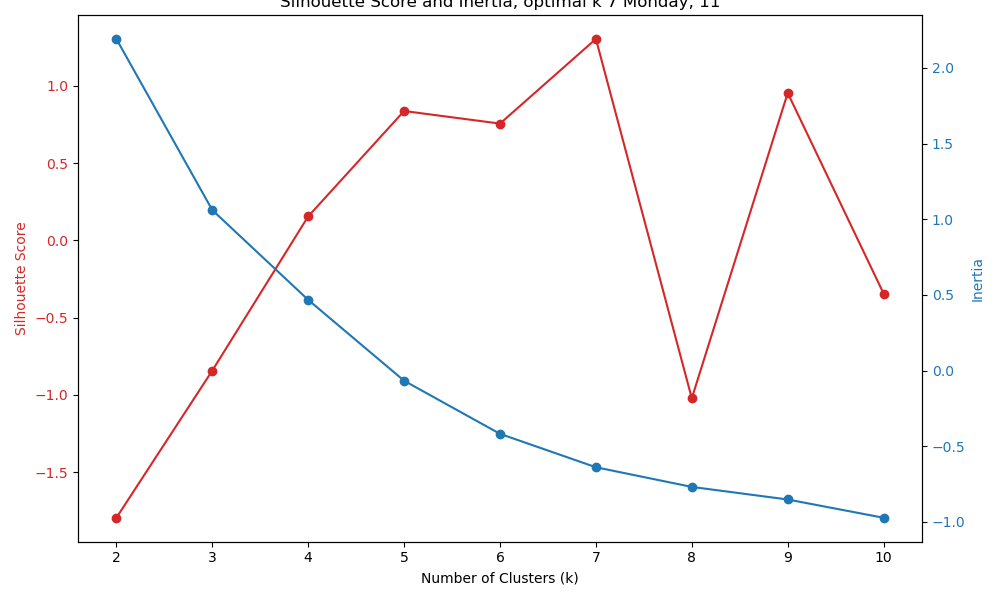 Silhouette Score and Inertia, optimal k 7 Monday, 11
1.0
0.5
0.0
−0.5
−1.0
−1.5
Silhouette Score
2.0
1.5
1.0
0.5
0.0
−0.5
−1.0
Inertia
2 3 4 5 6 7 8 9 10
Number of Clusters (k)